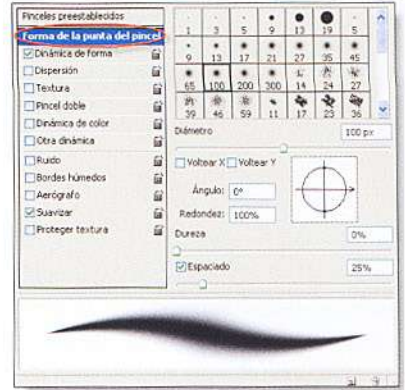 Pinceles preestablecidos
Forma de la punta del pincel
Dinámica de forma
Dispersión
Textura
Pincel doble
Dinámica de color
Otra dinámica
Ruido
Bordes húmedos
Aerógrafo
Suavizar
Proteger textura
1 3 5 9 13 19 5
9 13 17 21 27 35 45
65 100 200 300 14 24 27
39 46 59 11 17 23 36
Diámetro 100 px
Voltear X Voltear Y
Ángulo: 0°
Redondez: 100%
Dureza 0%
Espaciado 25%